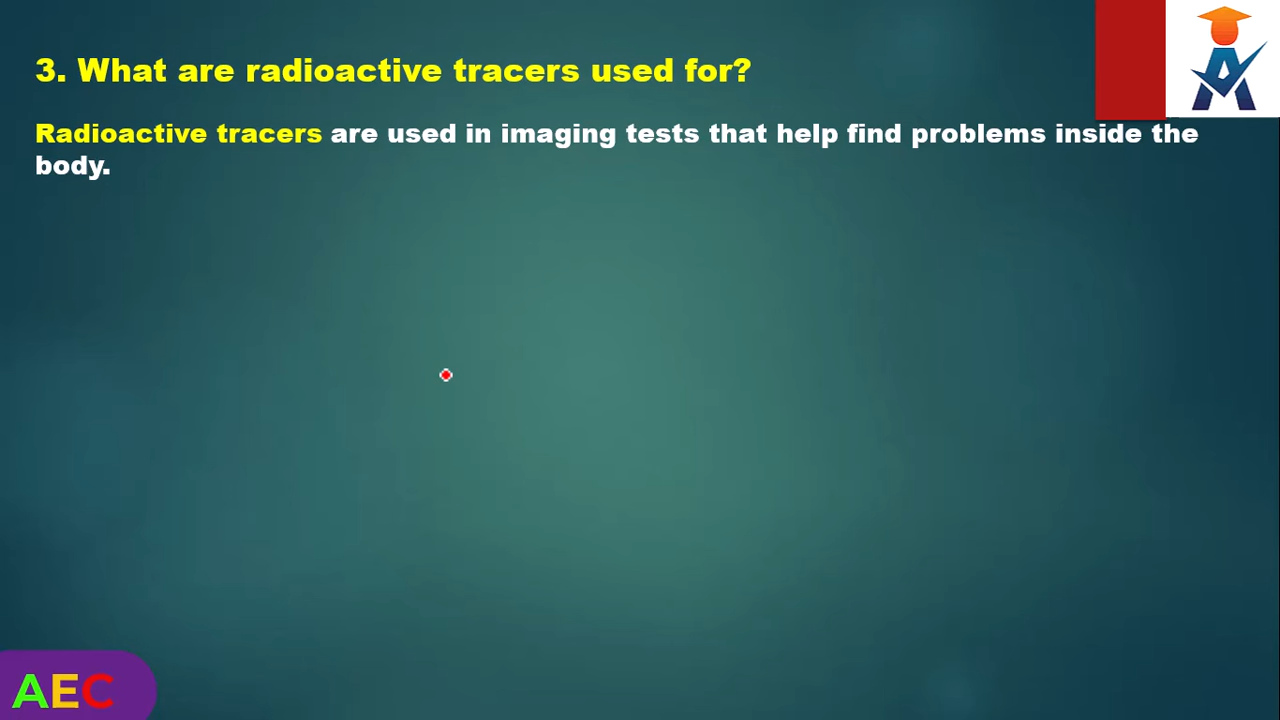 3. What are radioactive tracers used for?
Radioactive tracers are used in imaging tests that help find problems inside the
body.
AEC